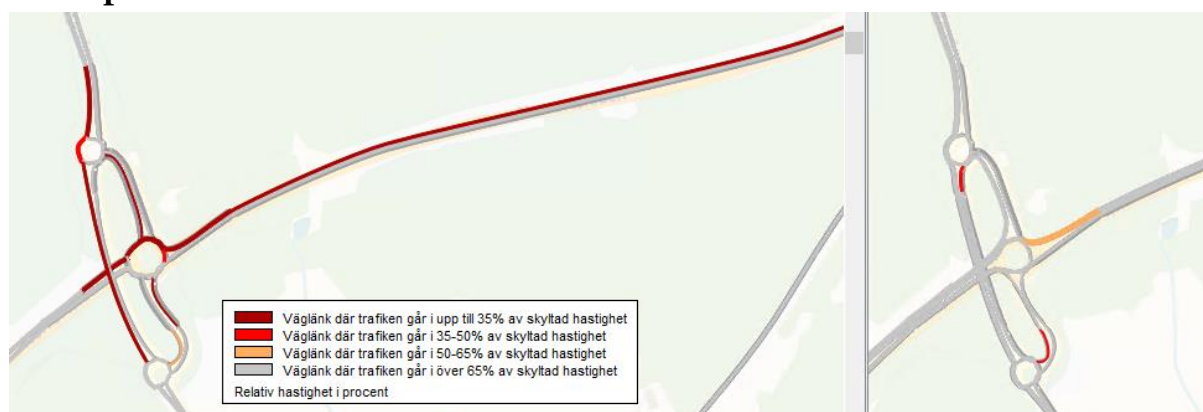 Väglänk där trafiken går i upp till 35% av skyltad hastighet
Väglänk där trafiken går i 35-50% av skyltad hastighet
Väglänk där trafiken går i 50-65% av skyltad hastighet
Väglänk där trafiken går i över 65% av skyltad hastighet
Relativ hastighet i procent